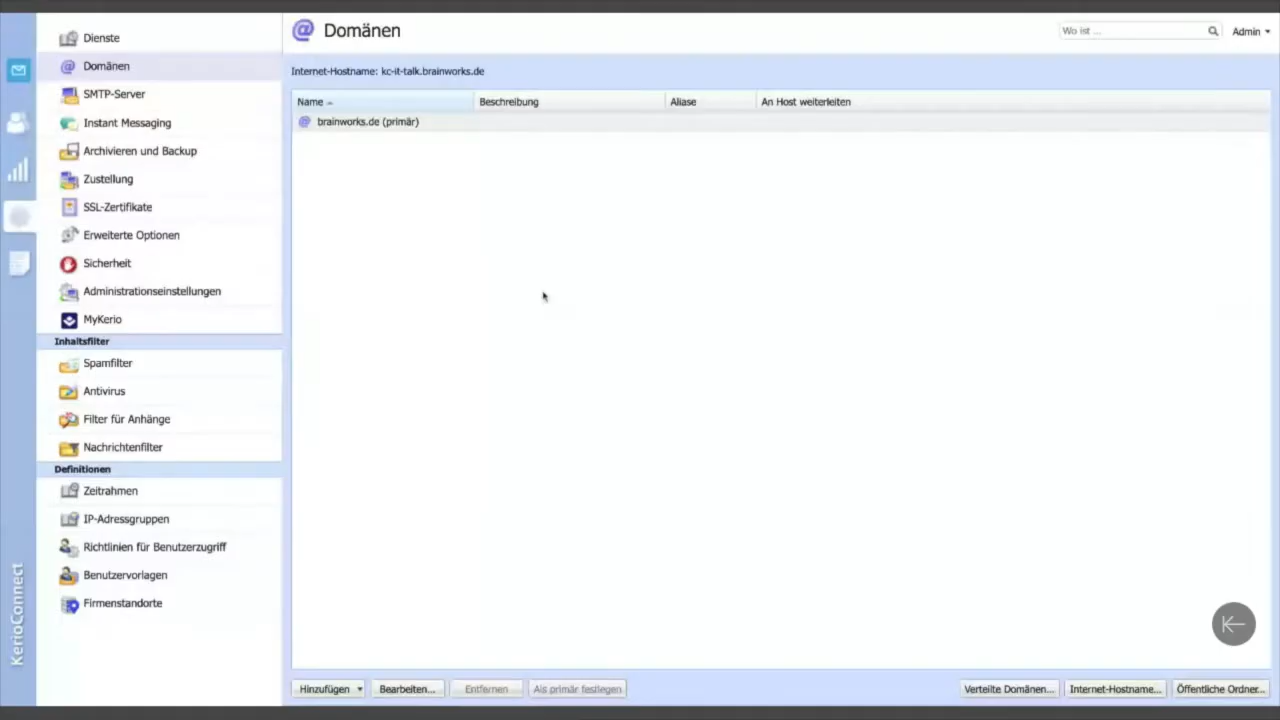 Dienste
Domänen
SMTP-Server
Instant Messaging
Archivieren und Backup
Zustellung
SSL-Zertifikate
Erweiterte Optionen
Sicherheit
Administrationseinstellungen
MyKerio
Inhaltsfilter
Spamfilter
Antivirus
Filter für Anhänge
Nachrichtenfilter
Definitionen
Zeitrahmen
IP-Adressgruppen
Richtlinien für Benutzerzugriff
Benutzervorlagen
Firmenstandorte
KerioConnect
Domänen
Wo ist ...
Admin
Internet-Hostname: kc-it-talk.brainworks.de
Name Beschreibung Aliase An Host weiterleiten
brainworks.de (primär)
Hinzufügen Bearbeiten... Entfernen Als primär festlegen Verteilte Domänen... Internet-Hostname... Öffentliche Ordner...